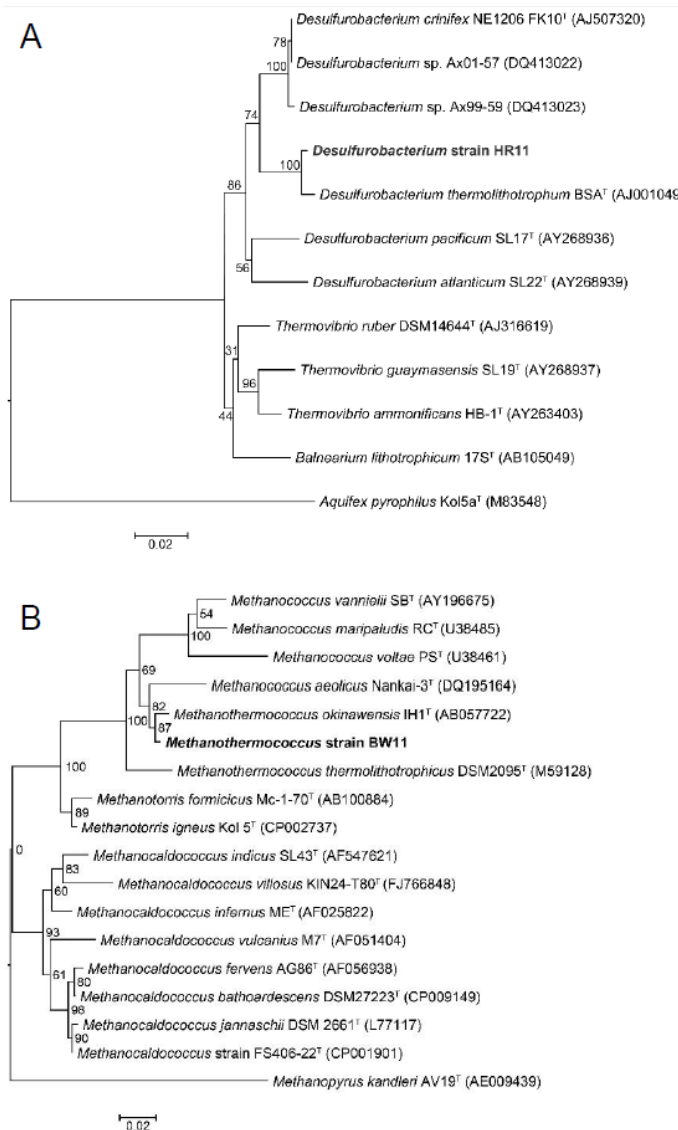 A
Desulfurobacterium crinifex NE1206 FK10ᵀ (AJ507320)
78
Desulfurobacterium sp. Ax01-57 (DQ413022)
100
Desulfurobacterium sp. Ax99-59 (DQ413023)
74
Desulfurobacterium strain HR11
100
86
Desulfurobacterium thermolithotrophum BSAᵀ (AJ001049
Desulfurobacterium pacificum SL17ᵀ (AY268936)
56
Desulfurobacterium atlanticum SL22ᵀ (AY268939)
Thermovibrio ruber DSM14644ᵀ (AJ316619)
31
Thermovibrio guaymasensis SL19ᵀ (AY268937)
96
Thermovibrio ammonificans HB-1ᵀ (AY263403)
44
Balnearium lithotrophicum 17Sᵀ (AB105049)
Aquifex pyrophilus Kol5aᵀ (M83548)
0.02
B
Methanococcus vannielii SBᵀ (AY196675)
54
Methanococcus maripaludis RCᵀ (U38485)
100
Methanococcus voltae PSᵀ (U38461)
69
Methanococcus aeolicus Nankai-3ᵀ (DQ195164)
82
Methanothermococcus okinawensis IH1ᵀ (AB057722)
100
87
Methanothermococcus strain BW11
100
Methanothermococcus thermolithotrophicus DSM2095ᵀ (M59128)
Methanotorris formicicus Mc-1-70ᵀ (AB100884)
89
Methanotorris igneus Kol 5ᵀ (CP002737)
0
Methanocaldococcus indicus SL43ᵀ (AF547621)
83
Methanocaldococcus villosus KIN24-T80ᵀ (FJ766848)
60
Methanocaldococcus infernus MEᵀ (AF025822)
93
Methanocaldococcus vulcanius M7ᵀ (AF051404)
61
Methanocaldococcus fervens AG86ᵀ (AF056938)
80
Methanocaldococcus bathoardescens DSM27223ᵀ (CP009149)
98
Methanocaldococcus jannaschii DSM 2661ᵀ (L77117)
90
Methanocaldococcus strain FS406-22ᵀ (CP001901)
Methanopyrus kandleri AV19ᵀ (AE009439)
0.02